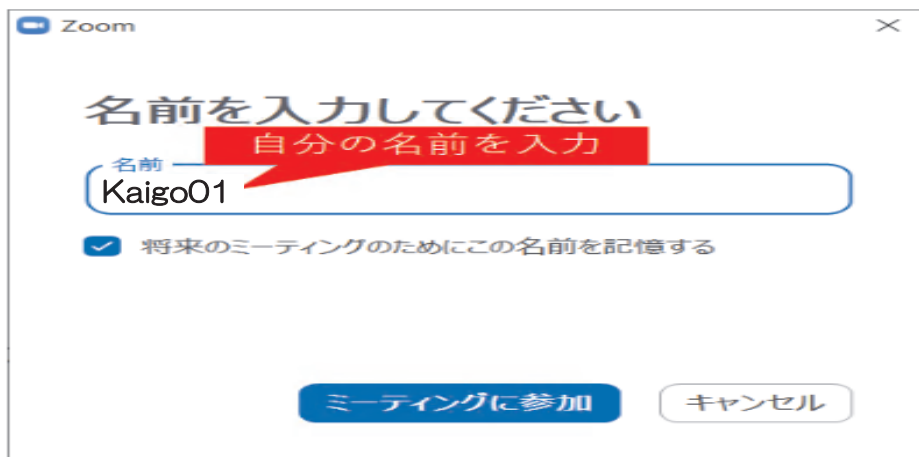 Zoom
名前を入力してください
自分の名前を入力
名前
Kaigo01
将来のミーティングのためにこの名前を記憶する
ミーティングに参加
キャンセル